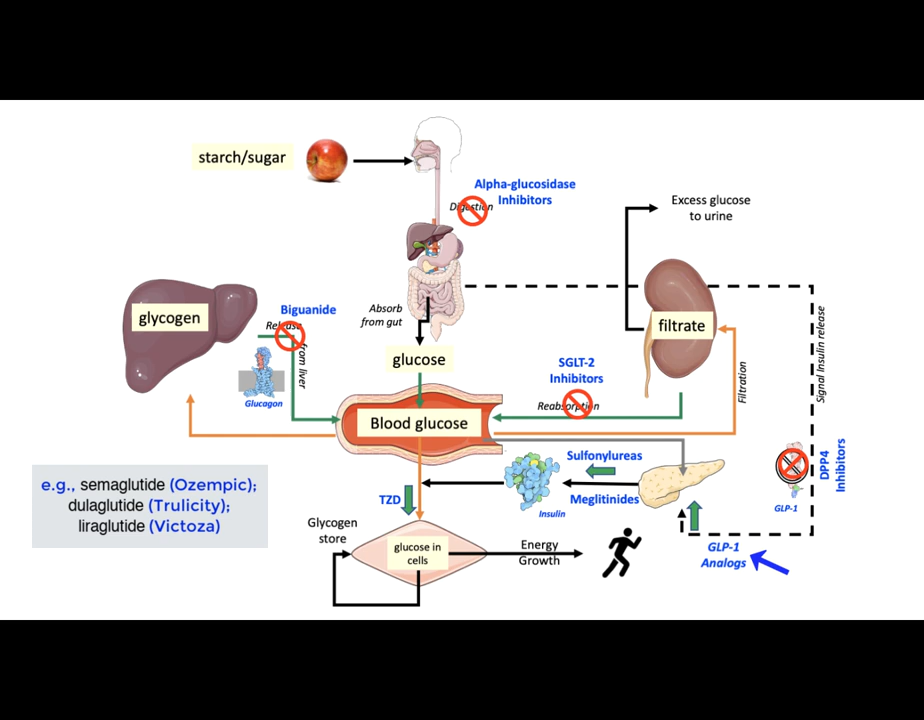 starch/sugar
Alpha-glucosidase
Inhibitors
Digestion
Excess glucose
to urine
glycogen
Biguanide
Release
from liver
Glucagon
Absorb
from gut
glucose
filtrate
SGLT-2
Inhibitors
Reabsorption
Filtration
Signal Insulin release
Blood glucose
e.g., semaglutide (Ozempic);
dulaglutide (Trulicity);
liraglutide (Victoza)
TZD
Sulfonylureas
Meglitinides
Insulin
GLP-1
DPP4
Inhibitors
Glycogen
store
glucose in
cells
Energy
Growth
GLP-1
Analogs